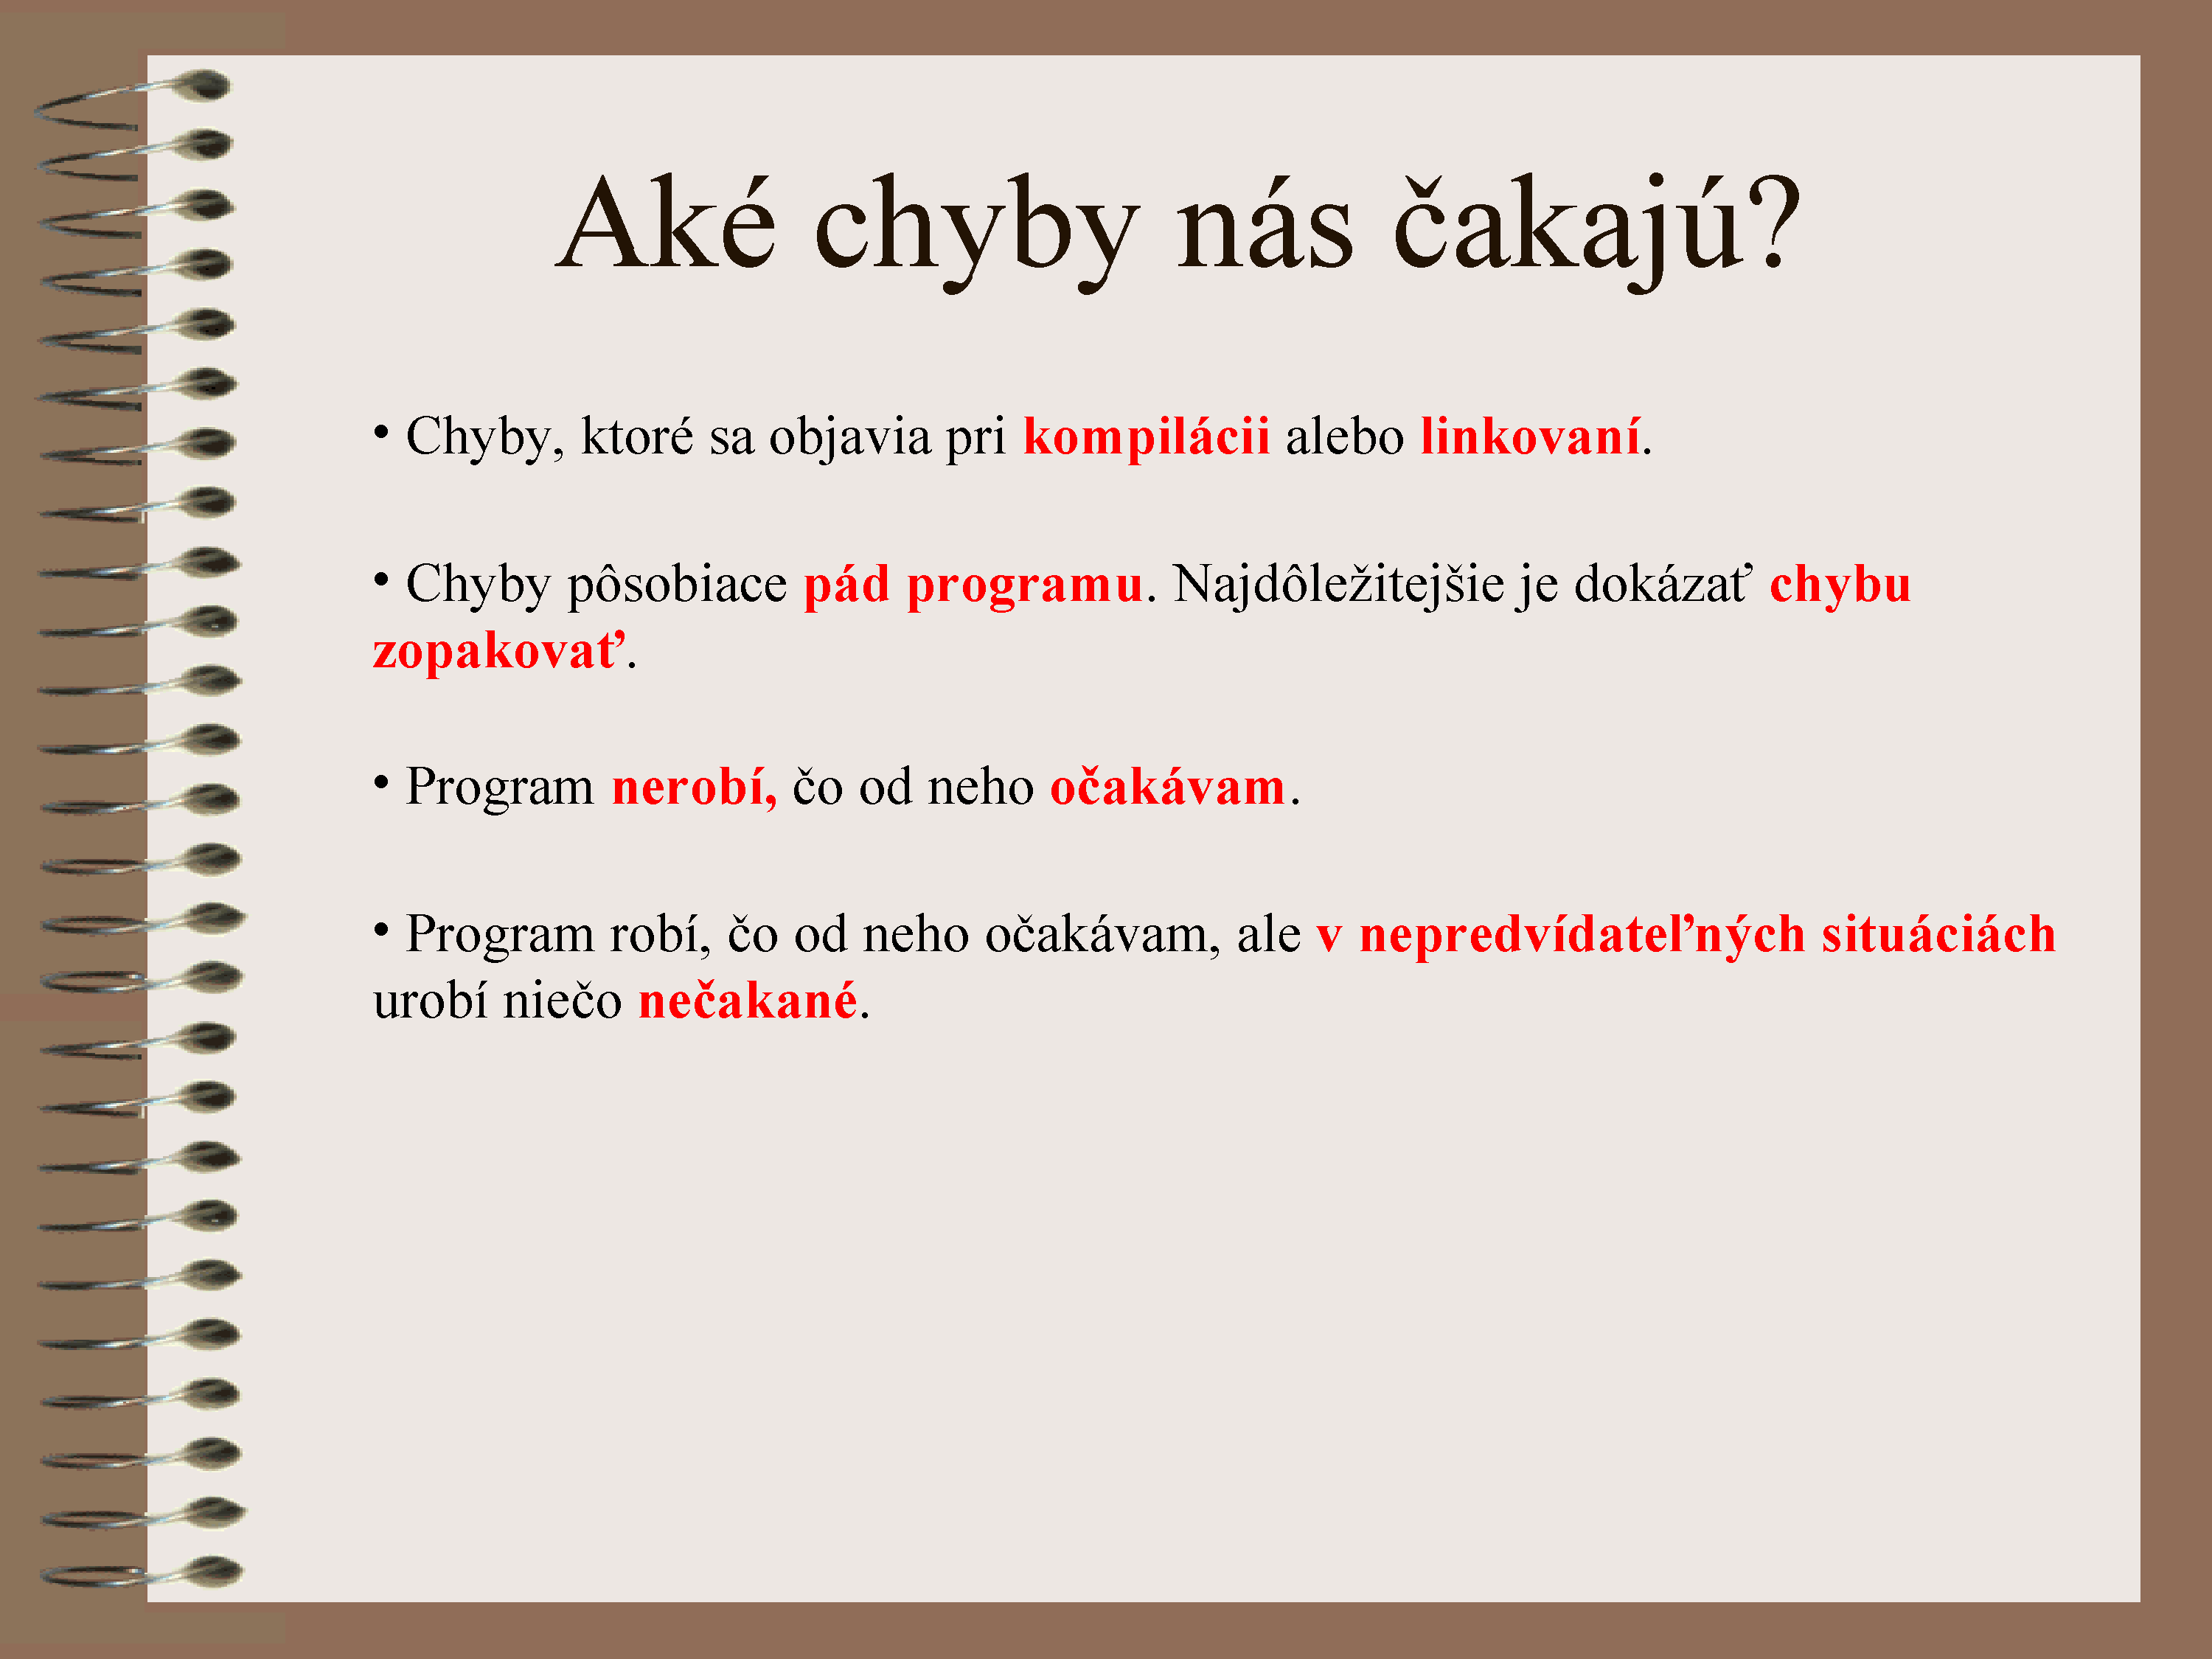 Aké chyby nás čakajú?
• Chyby, ktoré sa objavia pri kompilácii alebo linkovaní.
• Chyby pôsobiace pád programu. Najdôležitejšie je dokázať chybu
zopakovať.
• Program nerobí, čo od neho očakávam.
• Program robí, čo od neho očakávam, ale v nepredvídateľných situáciách
urobí niečo nečakané.